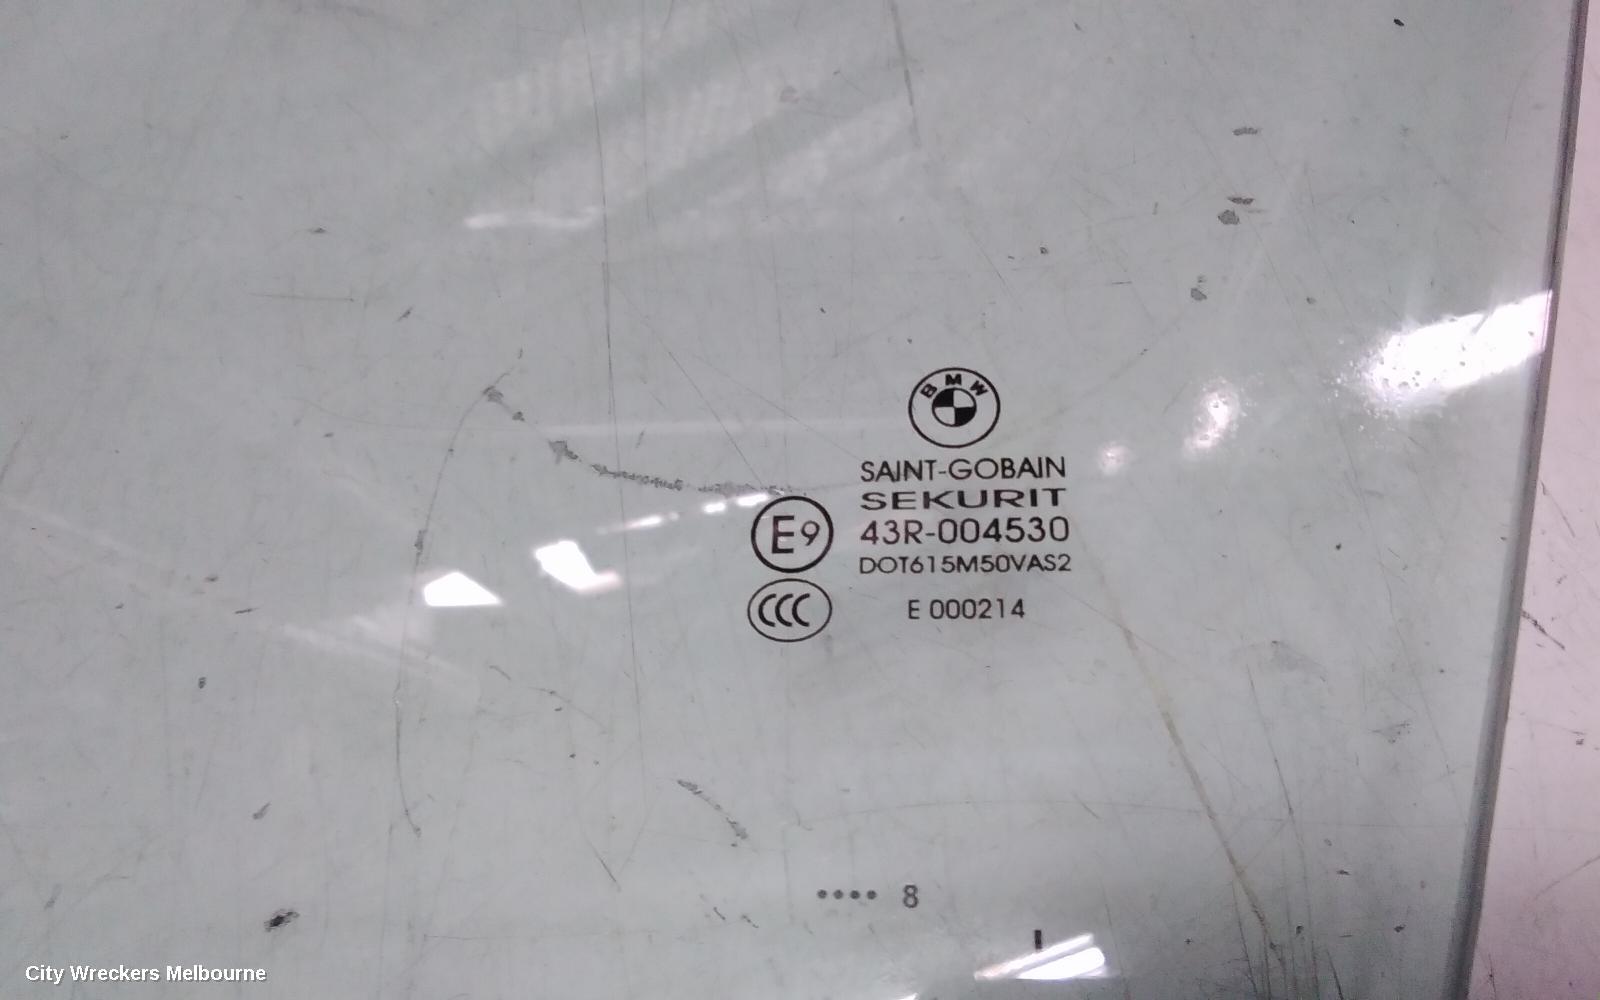 BMW
SAINT-GOBAIN
SEKURIT
E9
43R-004530
DOT615M50VAS2
CCC
E 000214
•••• 8
City Wreckers Melbourne